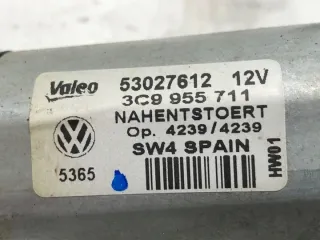 Valeo 53027612 12V
3C9 955 711
NAHENTSTOERT
Op. 4239/4239
SW4 SPAIN
5365
HW01